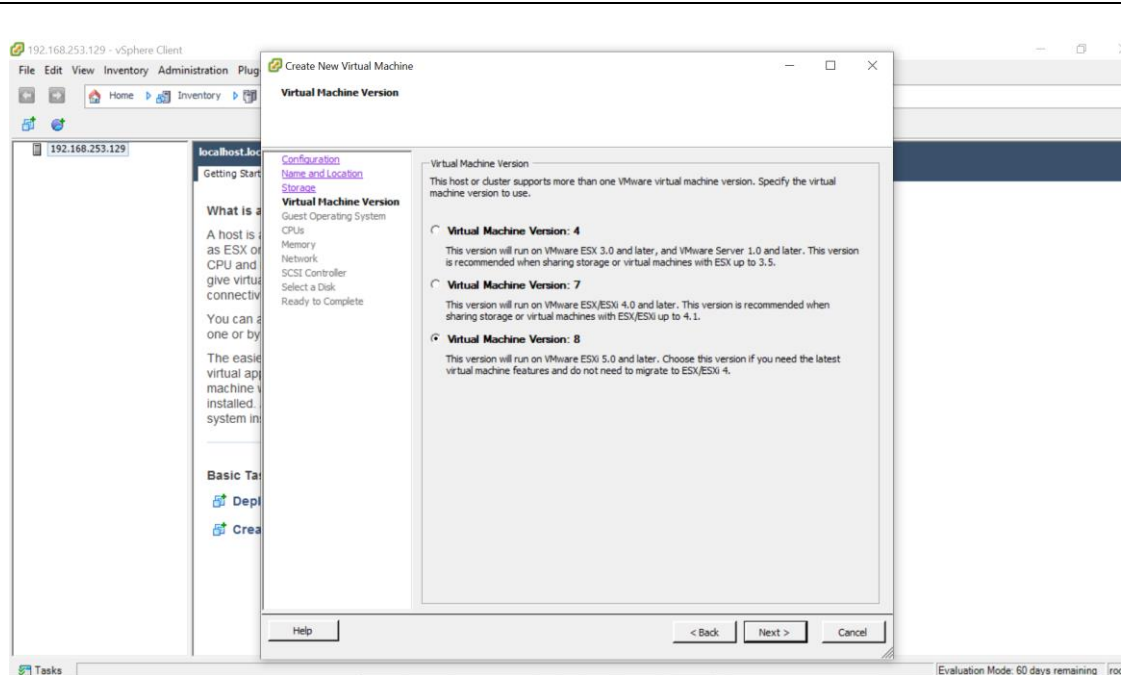 192.168.253.129 - vSphere Client
File Edit View Inventory Administration Plug
Home Inventory
192.168.253.129
localhost.loc
Getting Start
What is a
A host is a
as ESX or
CPU and
give virtua
connectiv
You can a
one or by
The easie
virtual app
machine v
installed.
system in
Basic Ta
Depl
Crea
Create New Virtual Machine
Virtual Machine Version
Configuration
Name and Location
Storage
Virtual Machine Version
Guest Operating System
CPUs
Memory
Network
SCSI Controller
Select a Disk
Ready to Complete
Virtual Machine Version
This host or cluster supports more than one VMware virtual machine version. Specify the virtual
machine version to use.
Virtual Machine Version: 4
This version will run on VMware ESX 3.0 and later, and VMware Server 1.0 and later. This version
is recommended when sharing storage or virtual machines with ESX up to 3.5.
Virtual Machine Version: 7
This version will run on VMware ESX/ESXi 4.0 and later. This version is recommended when
sharing storage or virtual machines with ESX/ESXi up to 4.1.
Virtual Machine Version: 8
This version will run on VMware ESXi 5.0 and later. Choose this version if you need the latest
virtual machine features and do not need to migrate to ESX/ESXi 4.
Help
< Back Next > Cancel
Tasks
Evaluation Mode: 60 days remaining roo